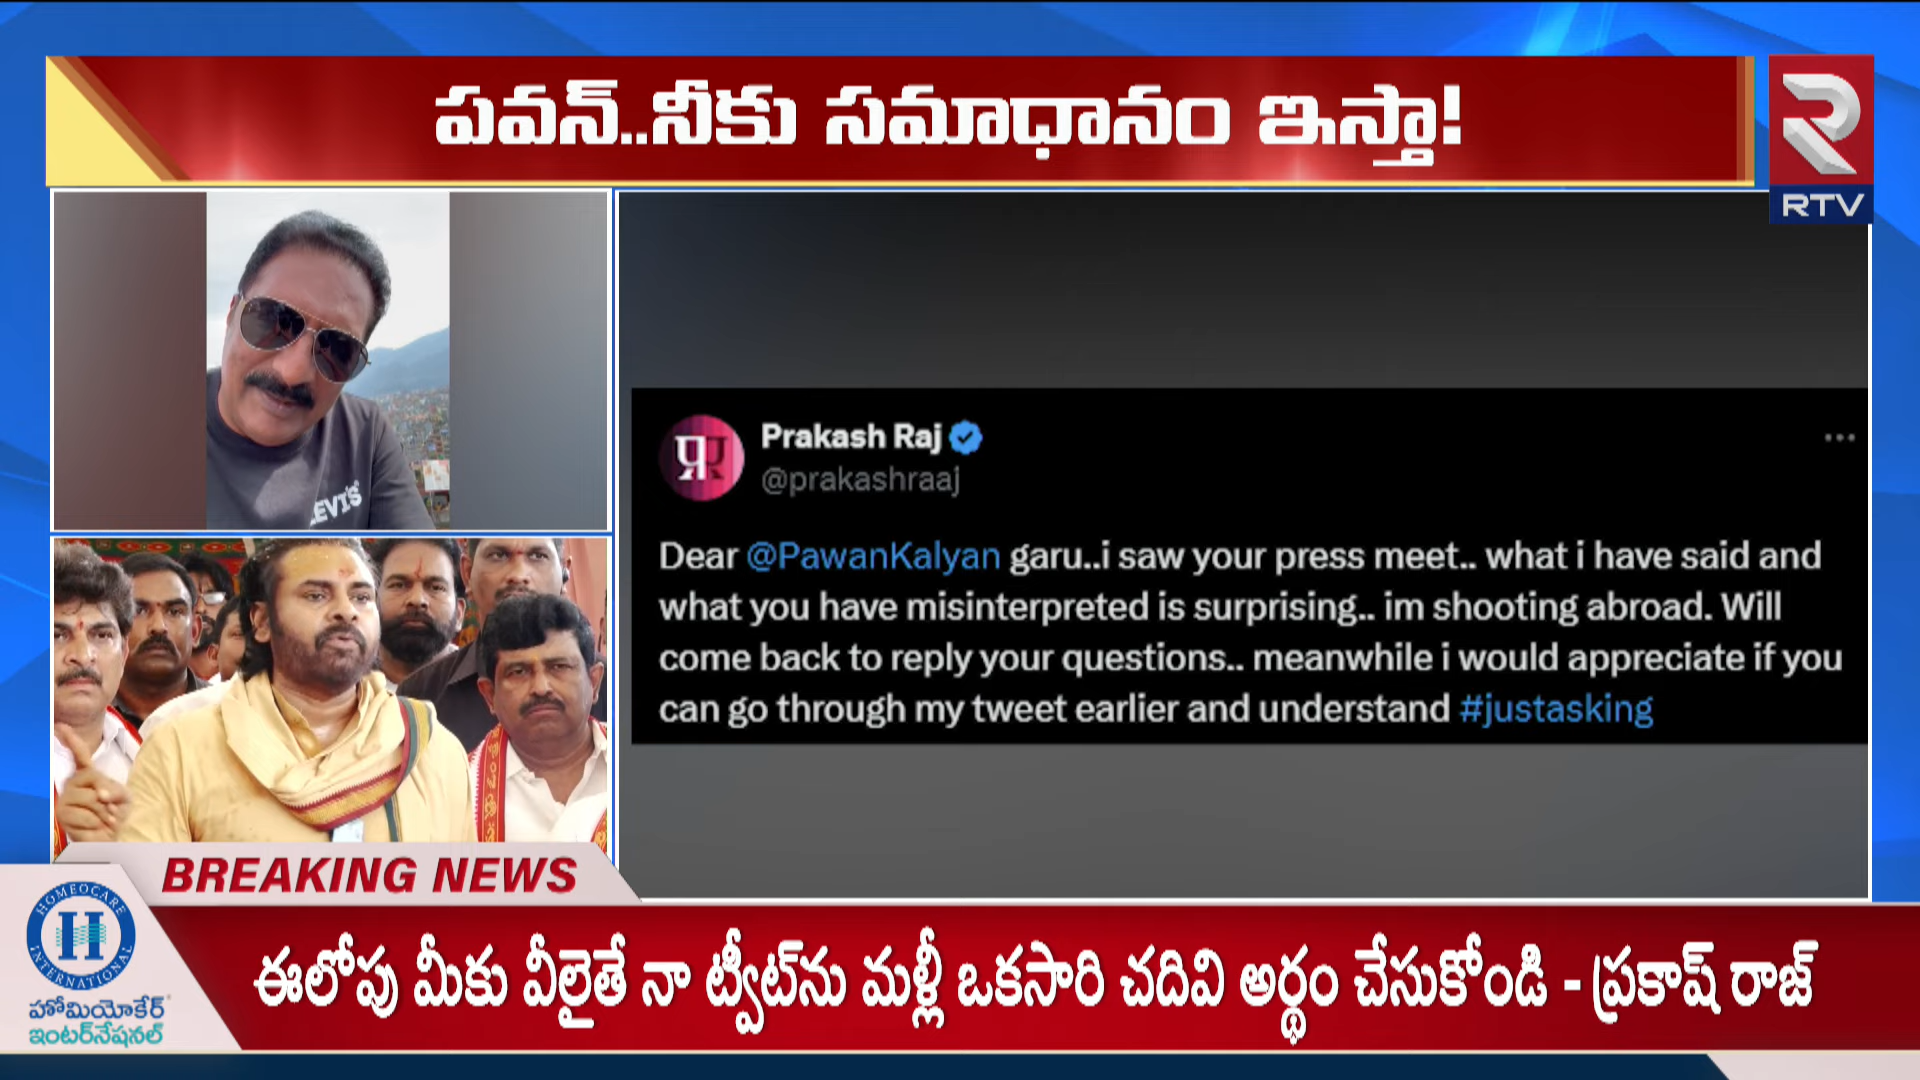 పవన్..నీకు సమాధానం ఇస్తా!
RTV
LEVI'S
Prakash Raj
@prakashraaj
Dear @PawanKalyan garu..i saw your press meet.. what i have said and
what you have misinterpreted is surprising.. im shooting abroad. Will
come back to reply your questions.. meanwhile i would appreciate if you
can go through my tweet earlier and understand #justasking
BREAKING NEWS
HOMEOCARE
INTERNATIONAL
హోమియోకేర్
ఇంటర్‌నేషనల్
ఈలోపు మీకు వీలైతే నా ట్వీట్‌ను మళ్లీ ఒకసారి చదివి అర్థం చేసుకోండి - ప్రకాష్ రాజ్